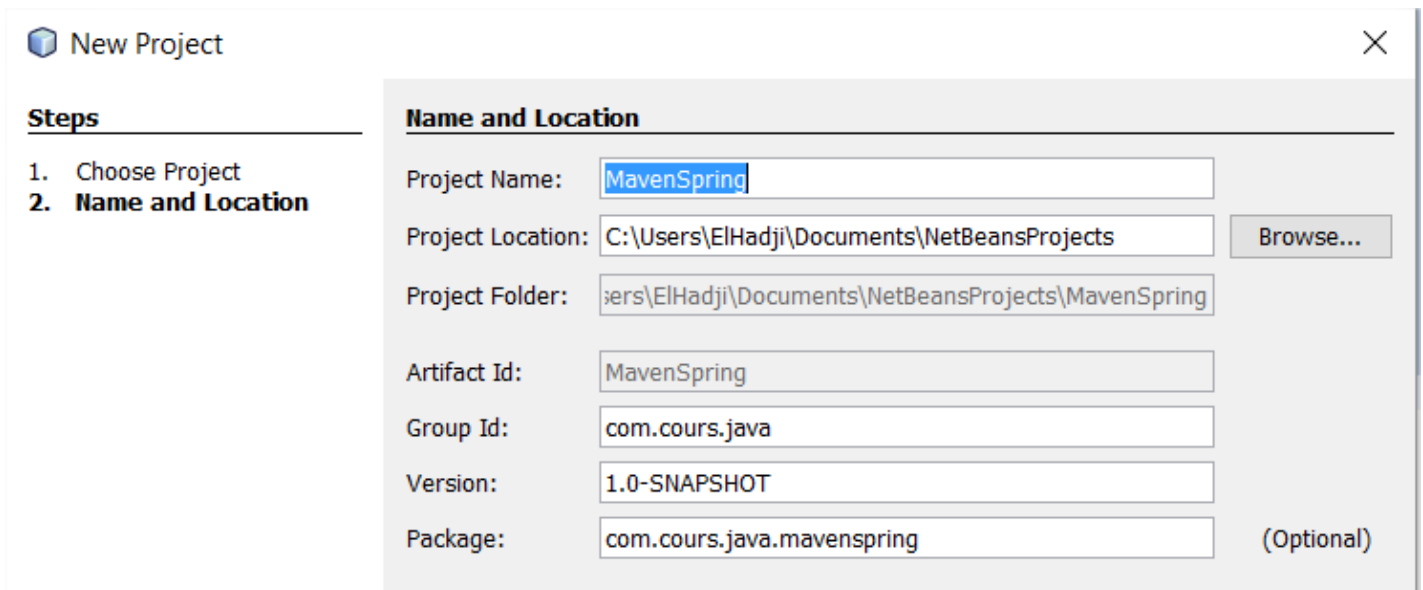 New Project
Steps
1. Choose Project
2. Name and Location
Name and Location
Project Name: MavenSpring
Project Location: C:\Users\ElHadji\Documents\NetBeansProjects Browse...
Project Folder: sers\ElHadji\Documents\NetBeansProjects\MavenSpring
Artifact Id: MavenSpring
Group Id: com.cours.java
Version: 1.0-SNAPSHOT
Package: com.cours.java.mavenspring (Optional)